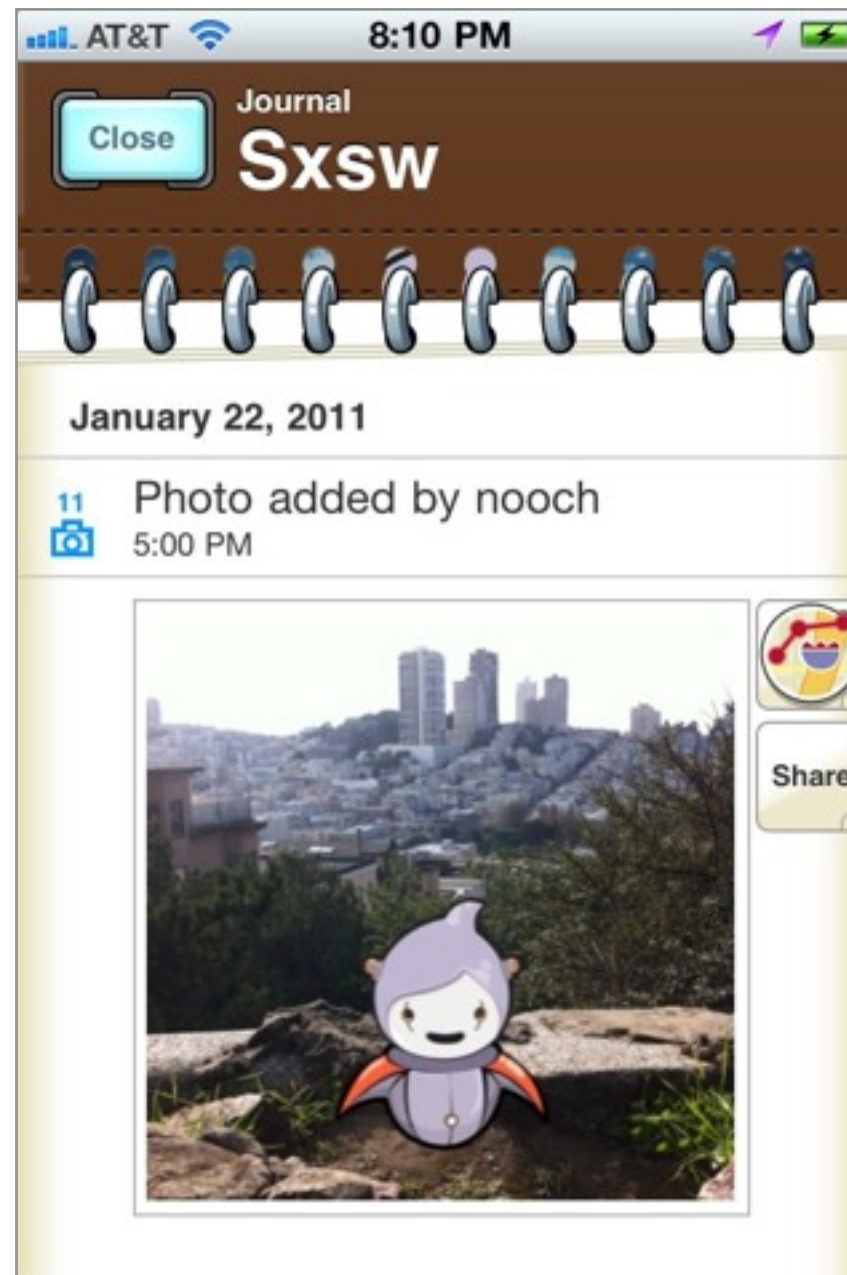 AT&T 8:10 PM
Close
Journal
Sxsw
January 22, 2011
11
Photo added by nooch
5:00 PM
Share